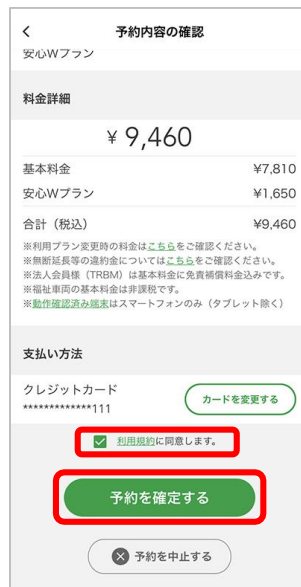 予約内容の確認
安心Wプラン
料金詳細
¥ 9,460
基本料金 ¥7,810
安心Wプラン ¥1,650
合計（税込） ¥9,460
※利用プラン変更時の料金はこちらをご確認ください。
※無断延長等の違約金についてはこちらをご確認ください。
※法人会員様（TRBM）は基本料金に免責補償料金込みです。
※福祉車両の基本料金は非課税です。
※動作確認済み端末はスマートフォンのみ（タブレット除く）
支払い方法
クレジットカード
*************111
カードを変更する
利用規約に同意します。
予約を確定する
予約を中止する